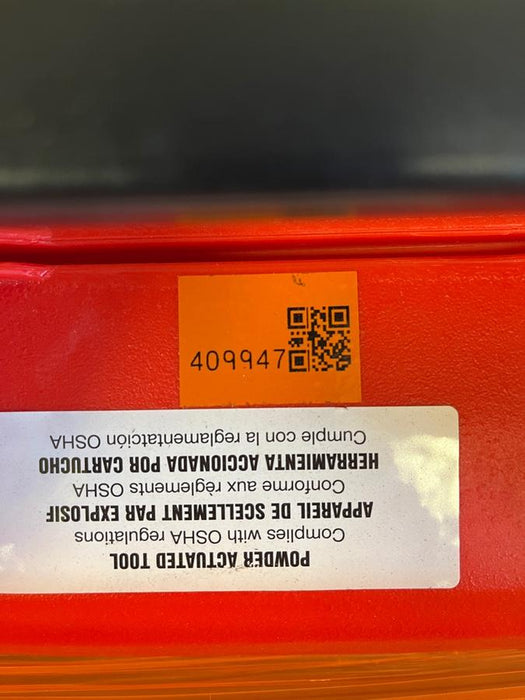 409947
POWDER ACTUATED TOOL
Complies with OSHA regulations
APPAREIL DE SCELLEMENT PAR EXPLOSIF
Conforme aux règlements OSHA
HERRAMIENTA ACCIONADA POR CARTUCHO
Cumple con la reglamentatción OSHA